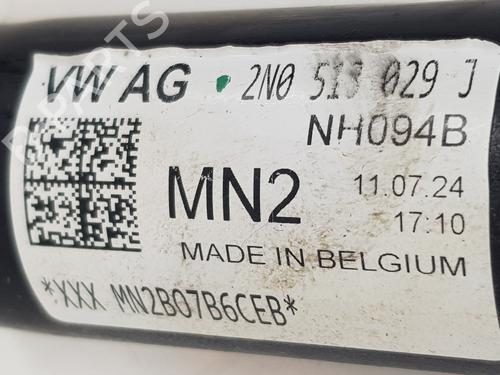 VW AG 2N0 513 029 J
NH094B
MN2
11.07.24
17:10
MADE IN BELGIUM
*XXX MN2B07B6CEB*